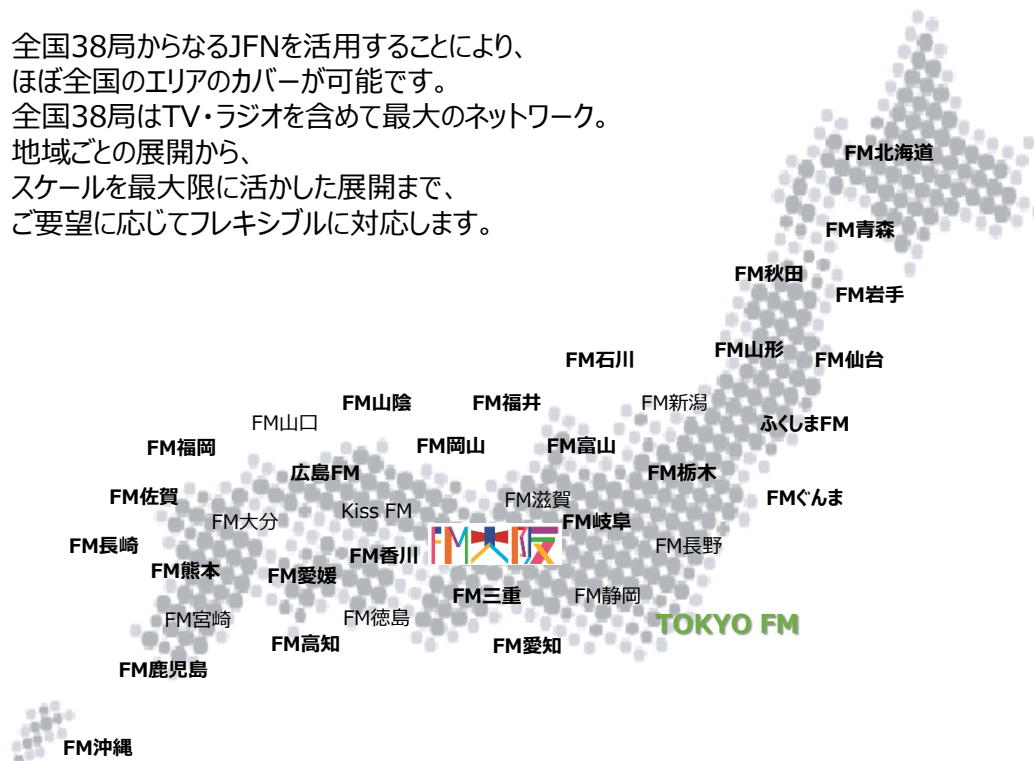 全国38局からなるJFNを活用することにより、
ほぼ全国のエリアのカバーが可能です。
全国38局はTV・ラジオを含めて最大のネットワーク。
地域ごとの展開から、
スケールを最大限に活かした展開まで、
ご要望に応じてフレキシブルに対応します。
FM北海道
FM青森
FM秋田
FM岩手
FM山形
FM仙台
FM石川
FM山陰
FM福井
FM新潟
FM山口
ふくしまFM
FM福岡
FM岡山
FM富山
広島FM
FM栃木
FM佐賀
FM滋賀
FMぐんま
Kiss FM
FM大分
FM岐阜
FM長崎
FM香川
FM大阪
FM長野
FM熊本
FM愛媛
FM三重
FM静岡
FM宮崎
FM徳島
TOKYO FM
FM高知
FM愛知
FM鹿児島
FM沖縄